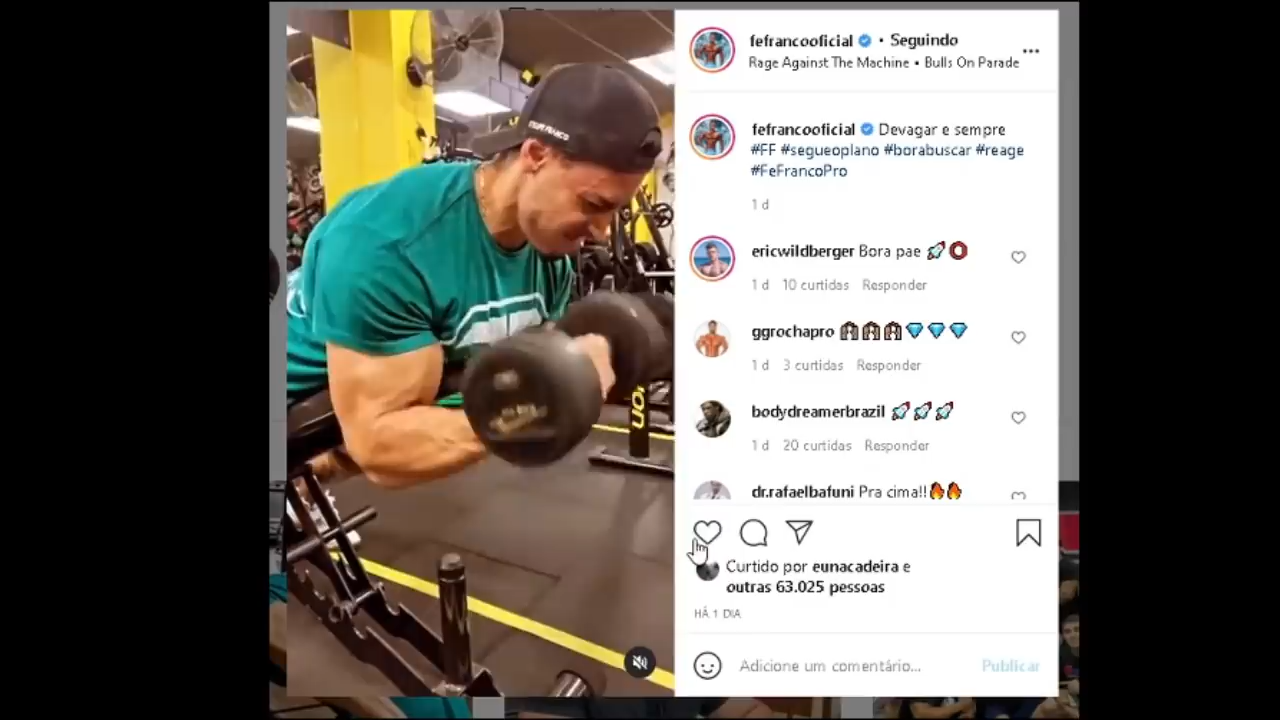 fefrancooficial • Seguindo
Rage Against The Machine • Bulls On Parade
fefrancooficial Devagar e sempre
#FF #segueoplano #borabuscar #reage
#FeFrancoPro
1 d
ericwildberger Bora pae 🚀⭕
1 d 10 curtidas Responder
ggrochapro 🦍🦍🦍💎💎💎
1 d 3 curtidas Responder
bodydreamerbrazil 🚀🚀🚀
1 d 20 curtidas Responder
dr.rafaelbafuni Pra cima!!🔥🔥
Curtido por eunacadeira e
outras 63.025 pessoas
HÁ 1 DIA
Adicione um comentário... Publicar